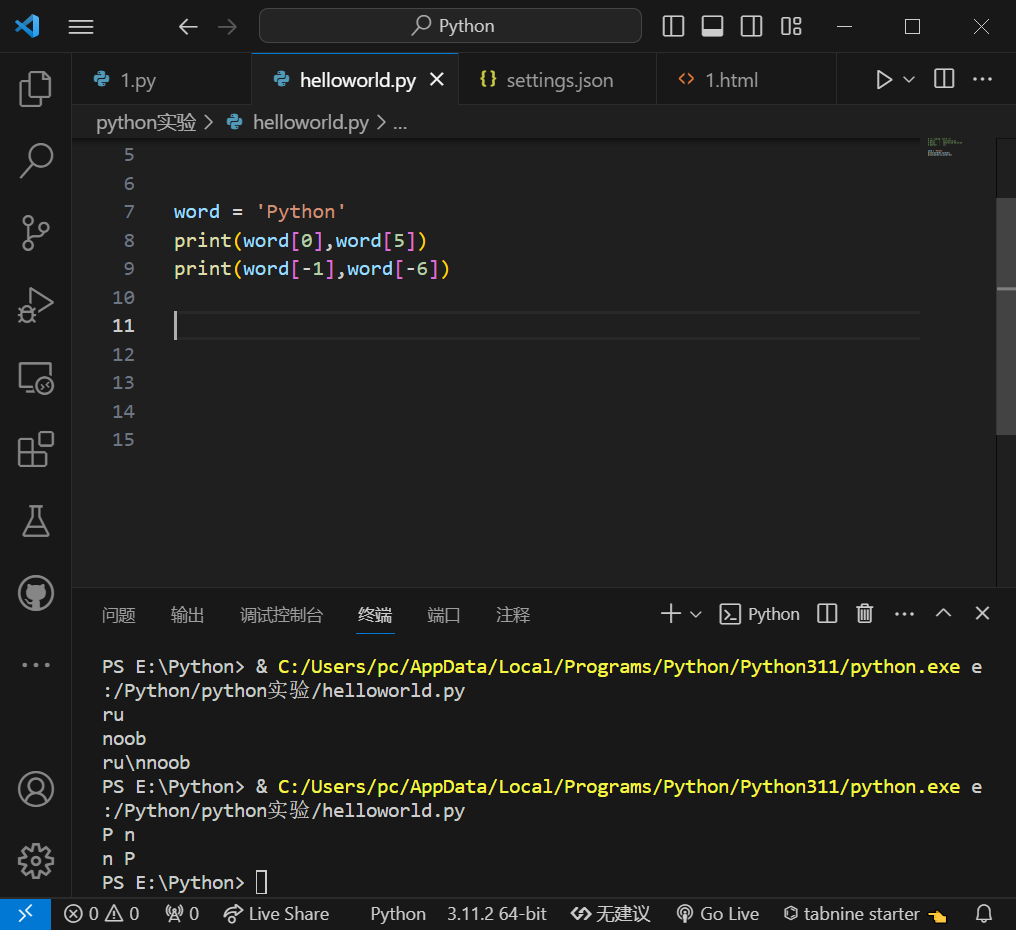 Python
1.py
helloworld.py
settings.json
1.html
python实验 > helloworld.py > ...
5
6
7 word = 'Python'
8 print(word[0],word[5])
9 print(word[-1],word[-6])
10
11
12
13
14
15
问题 输出 调试控制台 终端 端口 注释 Python
PS E:\Python> & C:/Users/pc/AppData/Local/Programs/Python/Python311/python.exe e
:/Python/python实验/helloworld.py
ru
noob
ru\nnoob
PS E:\Python> & C:/Users/pc/AppData/Local/Programs/Python/Python311/python.exe e
:/Python/python实验/helloworld.py
P n
n P
PS E:\Python>
0 0 0 Live Share Python 3.11.2 64-bit 无建议 Go Live tabnine starter